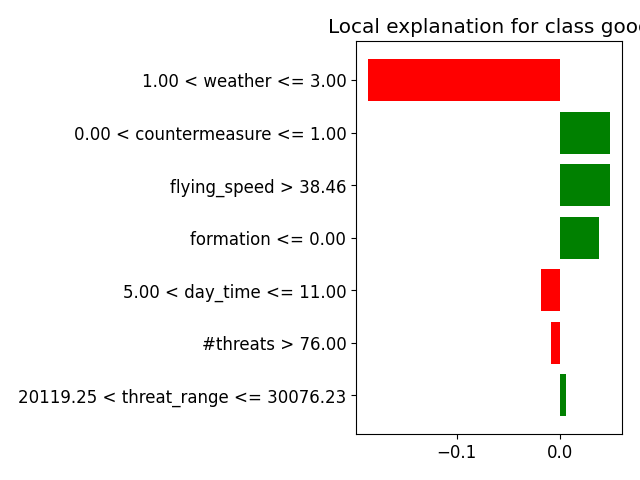 Local explanation for class good
1.00 < weather <= 3.00
0.00 < countermeasure <= 1.00
flying_speed > 38.46
formation <= 0.00
5.00 < day_time <= 11.00
#threats > 76.00
20119.25 < threat_range <= 30076.23
−0.1 0.0